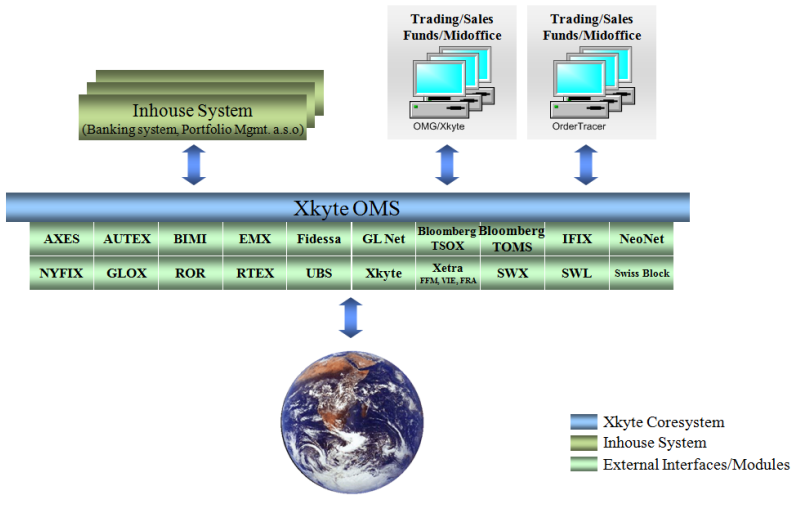 Trading/Sales
Funds/Midoffice
OMG/Xkyte
Trading/Sales
Funds/Midoffice
OrderTracer
Inhouse System
(Banking system, Portfolio Mgmt. a.s.o)
Xkyte OMS
AXES AUTEX BIMI EMX Fidessa GL Net Bloomberg TSOX Bloomberg TOMS IFIX NeoNet
NYFIX GLOX ROR RTEX UBS Xkyte Xetra FFM, VIE, FRA SWX SWL Swiss Block
Xkyte Coresystem
Inhouse System
External Interfaces/Modules